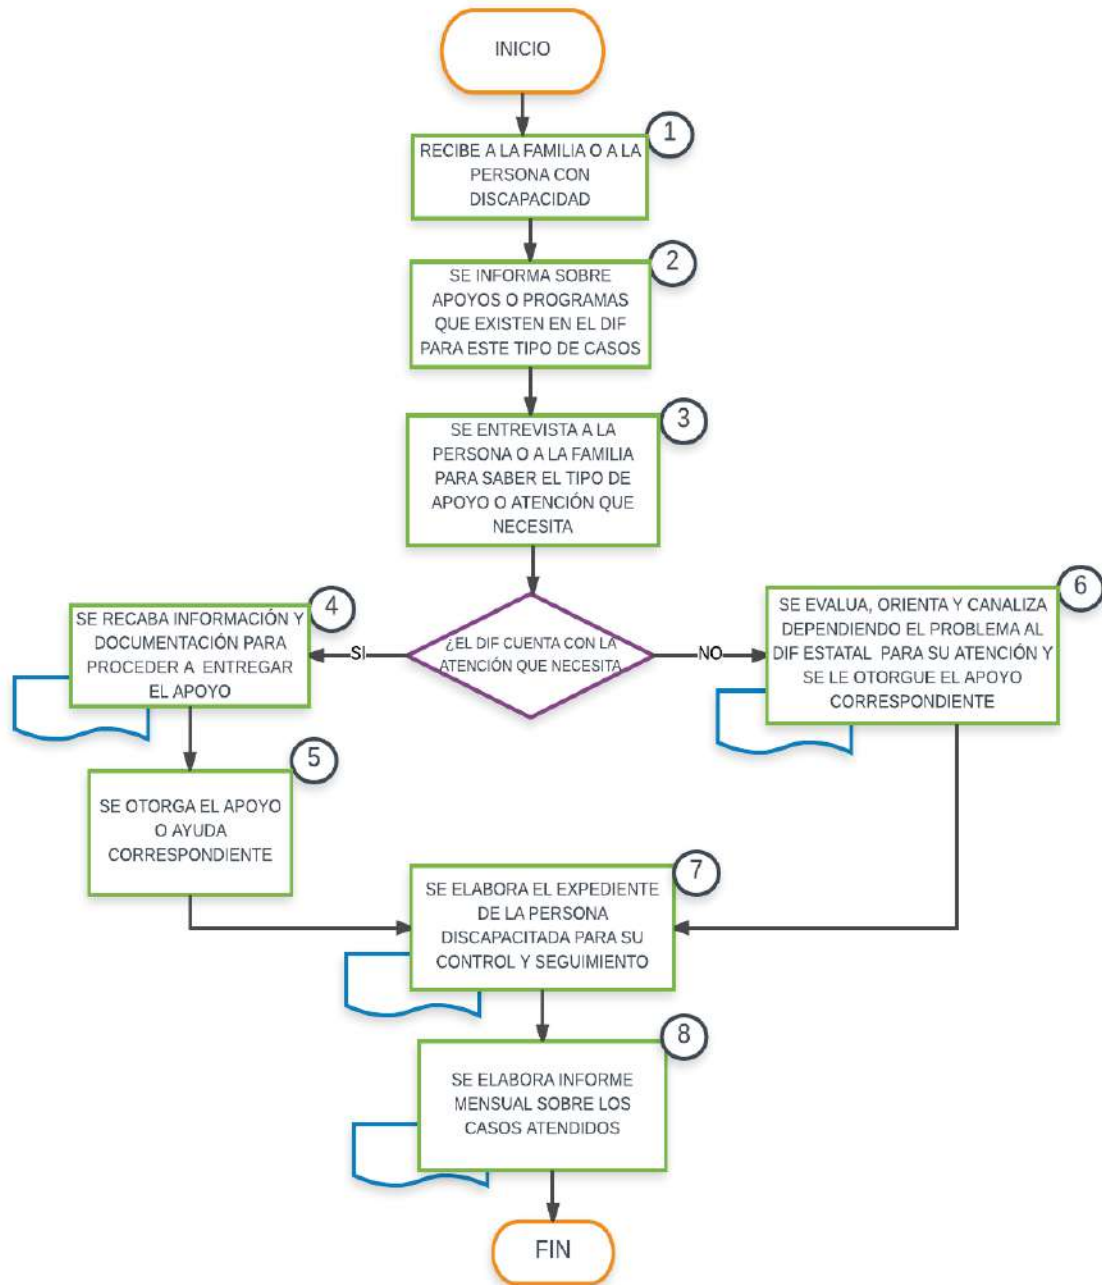 INICIO
1
RECIBE A LA FAMILIA O A LA
PERSONA CON
DISCAPACIDAD
2
SE INFORMA SOBRE
APOYOS O PROGRAMAS
QUE EXISTEN EN EL DIF
PARA ESTE TIPO DE CASOS
3
SE ENTREVISTA A LA
PERSONA O A LA FAMILIA
PARA SABER EL TIPO DE
APOYO O ATENCIÓN QUE
NECESITA
¿EL DIF CUENTA CON LA
ATENCIÓN QUE NECESITA
SI
NO
4
SE RECABA INFORMACIÓN Y
DOCUMENTACIÓN PARA
PROCEDER A ENTREGAR
EL APOYO
5
SE OTORGA EL APOYO
O AYUDA
CORRESPONDIENTE
6
SE EVALUA, ORIENTA Y CANALIZA
DEPENDIENDO EL PROBLEMA AL
DIF ESTATAL PARA SU ATENCIÓN Y
SE LE OTORGUE EL APOYO
CORRESPONDIENTE
7
SE ELABORA EL EXPEDIENTE
DE LA PERSONA
DISCAPACITADA PARA SU
CONTROL Y SEGUIMIENTO
8
SE ELABORA INFORME
MENSUAL SOBRE LOS
CASOS ATENDIDOS
FIN